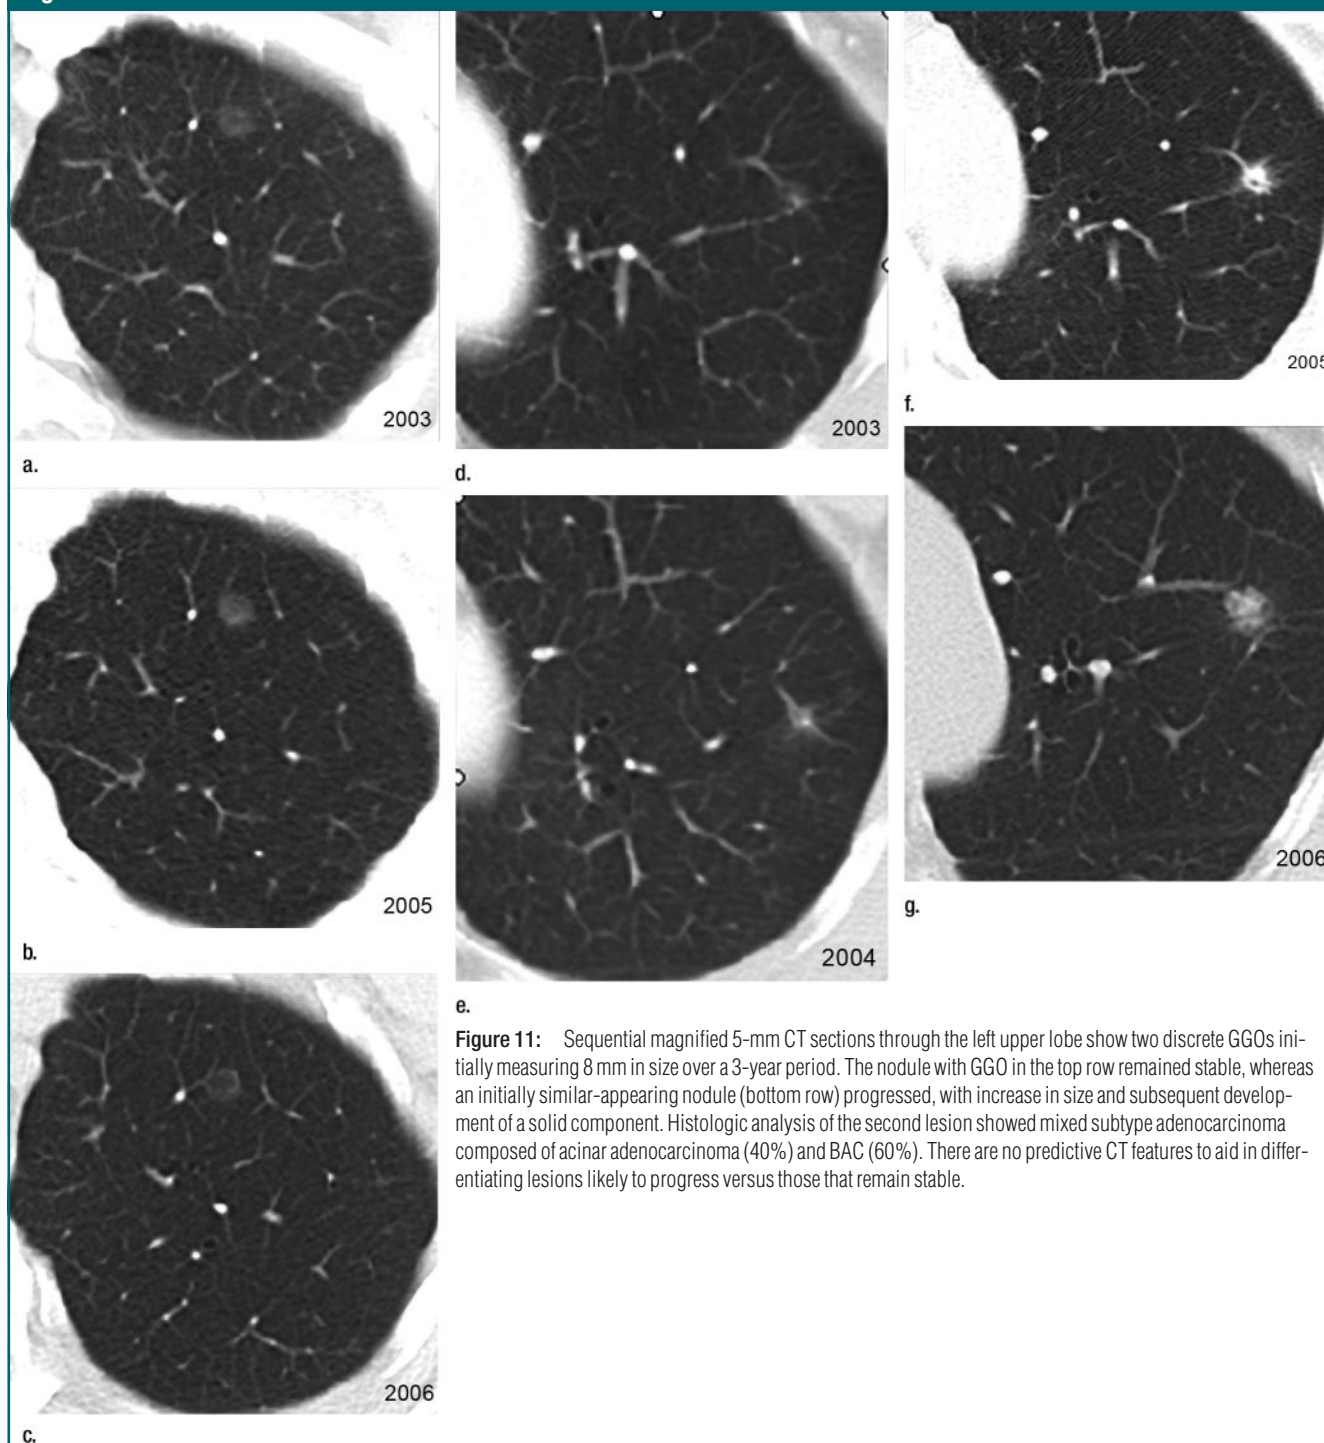 2003
a.
2005
b.
2006
c.
2003
d.
2004
e.
2005
f.
2006
g.
Figure 11: Sequential magnified 5-mm CT sections through the left upper lobe show two discrete GGOs ini-
tially measuring 8 mm in size over a 3-year period. The nodule with GGO in the top row remained stable, whereas
an initially similar-appearing nodule (bottom row) progressed, with increase in size and subsequent develop-
ment of a solid component. Histologic analysis of the second lesion showed mixed subtype adenocarcinoma
composed of acinar adenocarcinoma (40%) and BAC (60%). There are no predictive CT features to aid in differ-
entiating lesions likely to progress versus those that remain stable.